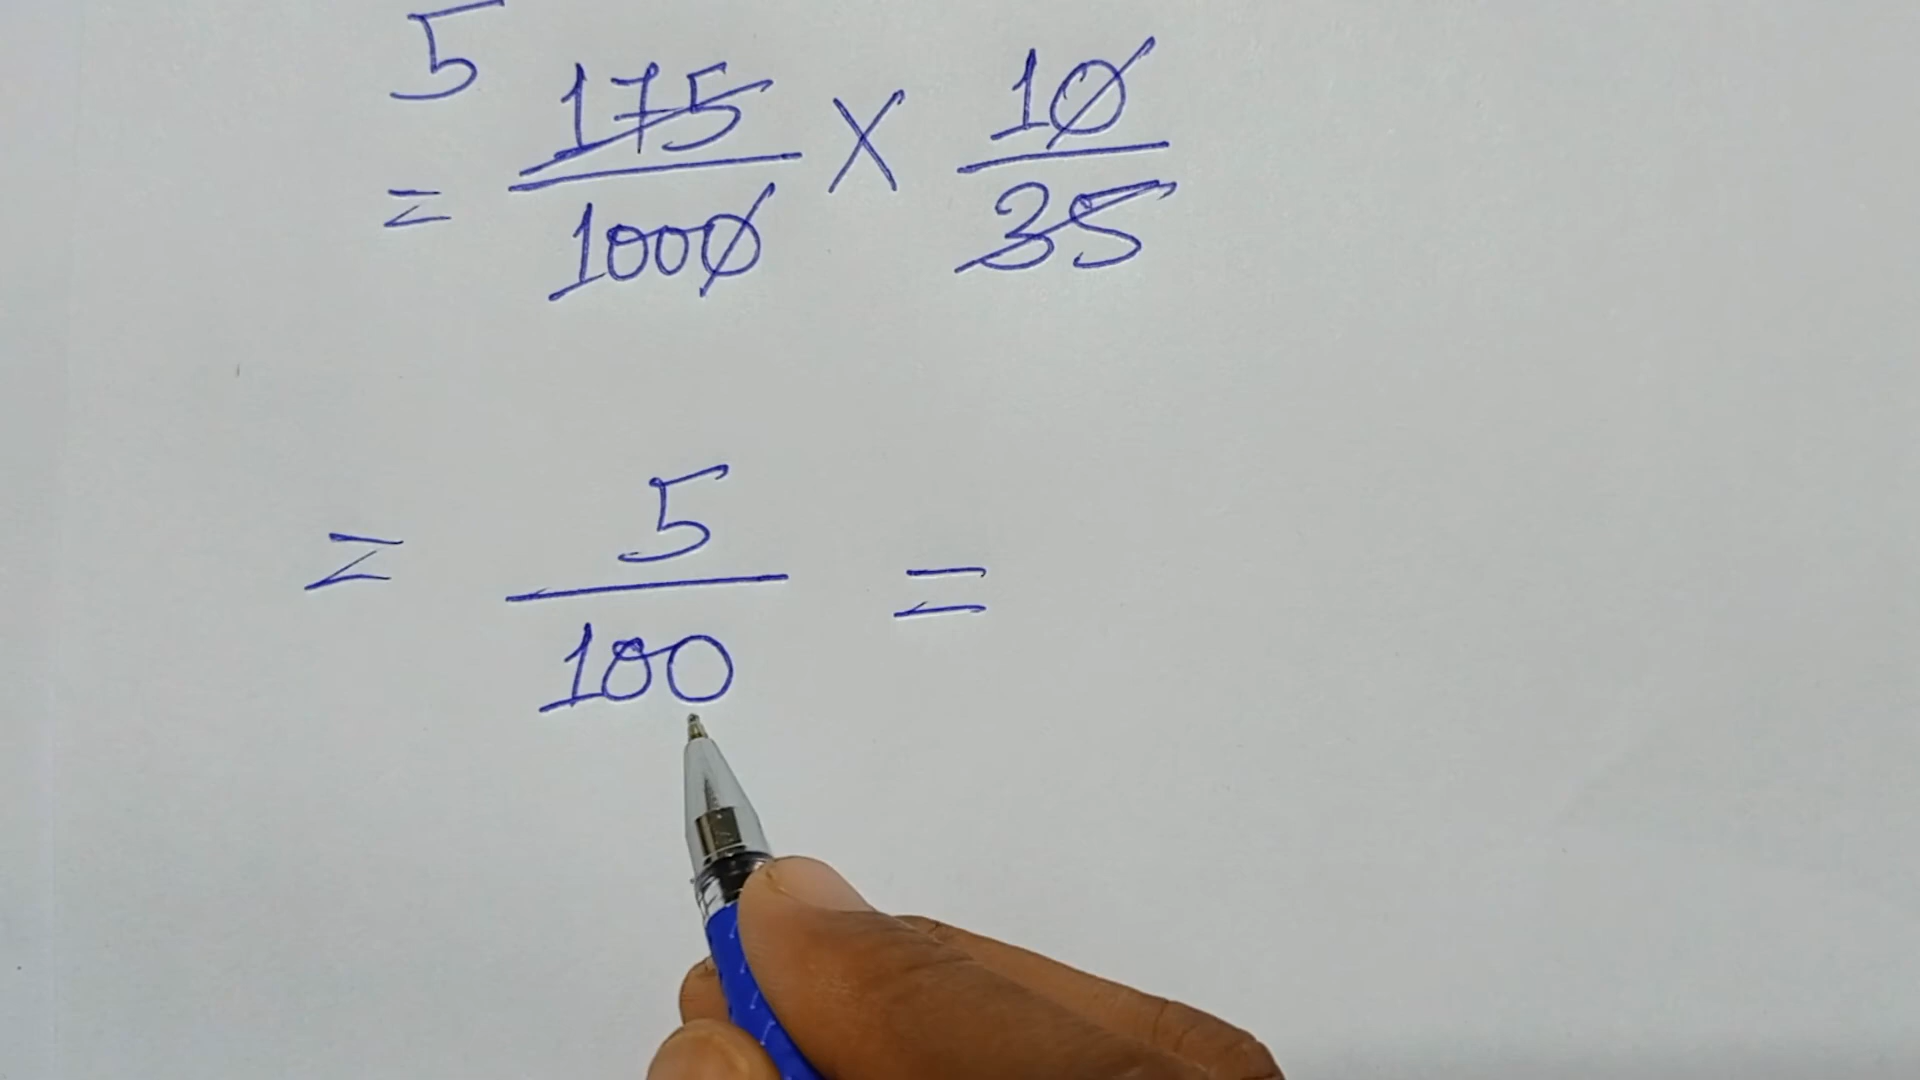 5
= 175/1000 × 10/35
= 5/100 =